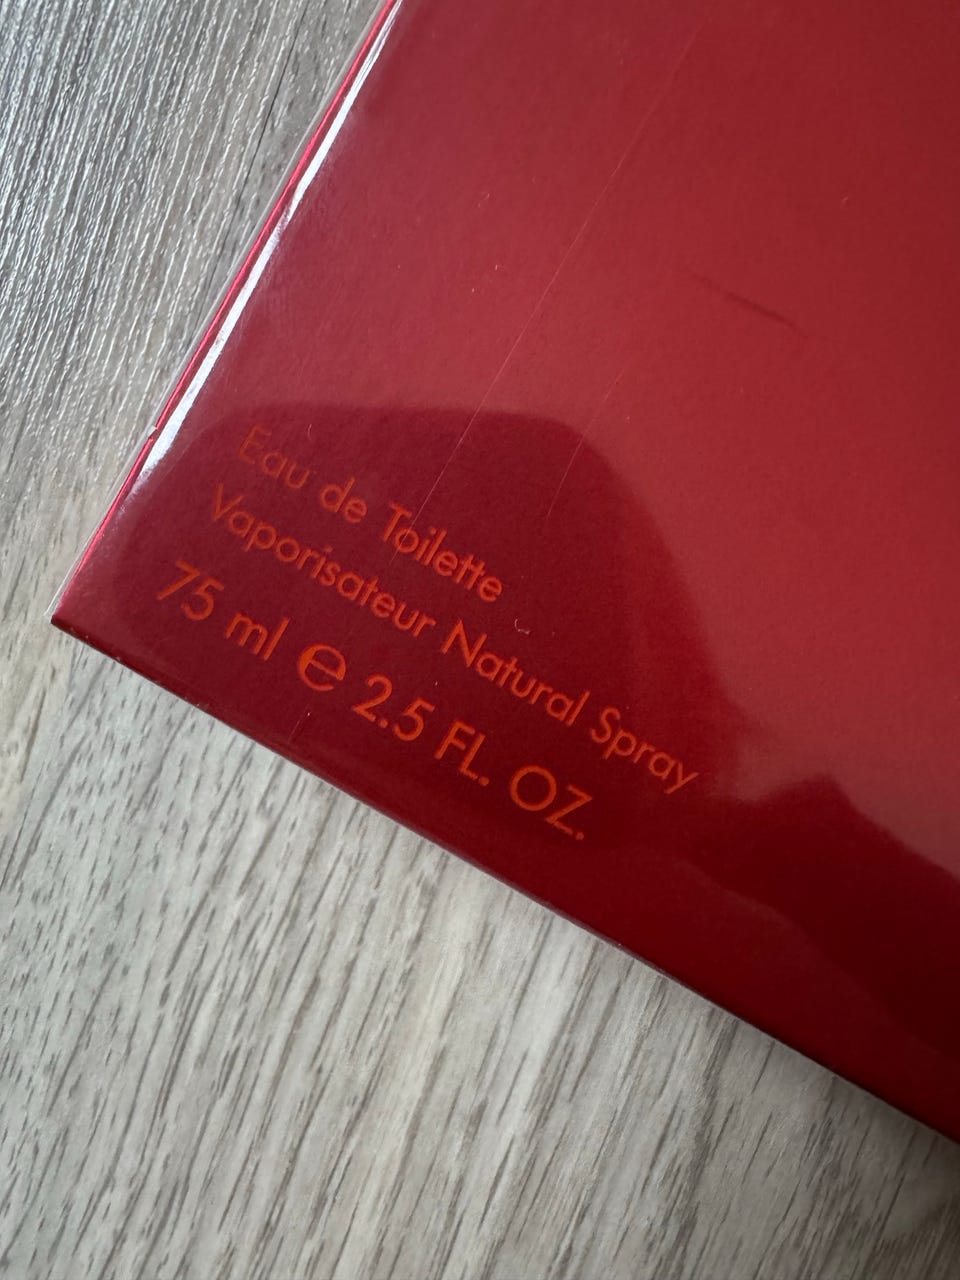 Eau de Toilette
Vaporisateur Natural Spray
75 ml ℮ 2.5 FL. OZ.